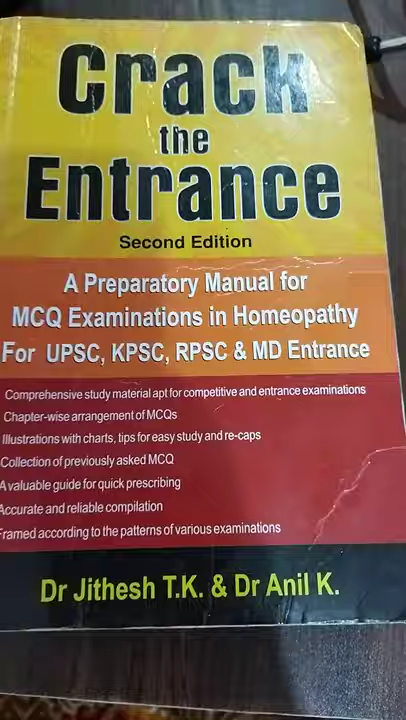 Crack
the
Entrance
Second Edition
A Preparatory Manual for
MCQ Examinations in Homeopathy
For UPSC, KPSC, RPSC & MD Entrance
Comprehensive study material apt for competitive and entrance examinations
Chapter-wise arrangement of MCQs
Illustrations with charts, tips for easy study and re-caps
Collection of previously asked MCQ
A valuable guide for quick prescribing
Accurate and reliable compilation
Framed according to the patterns of various examinations
Dr Jithesh T.K. & Dr Anil K.